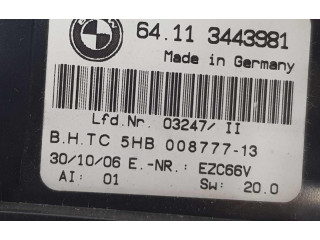 BMW
64.11 3443981
Made in Germany
Lfd.Nr. 03247/ II
B.H.TC 5HB 008777-13
30/10/06 E.-NR.: EZC66V
AI: 01 SW: 20.0